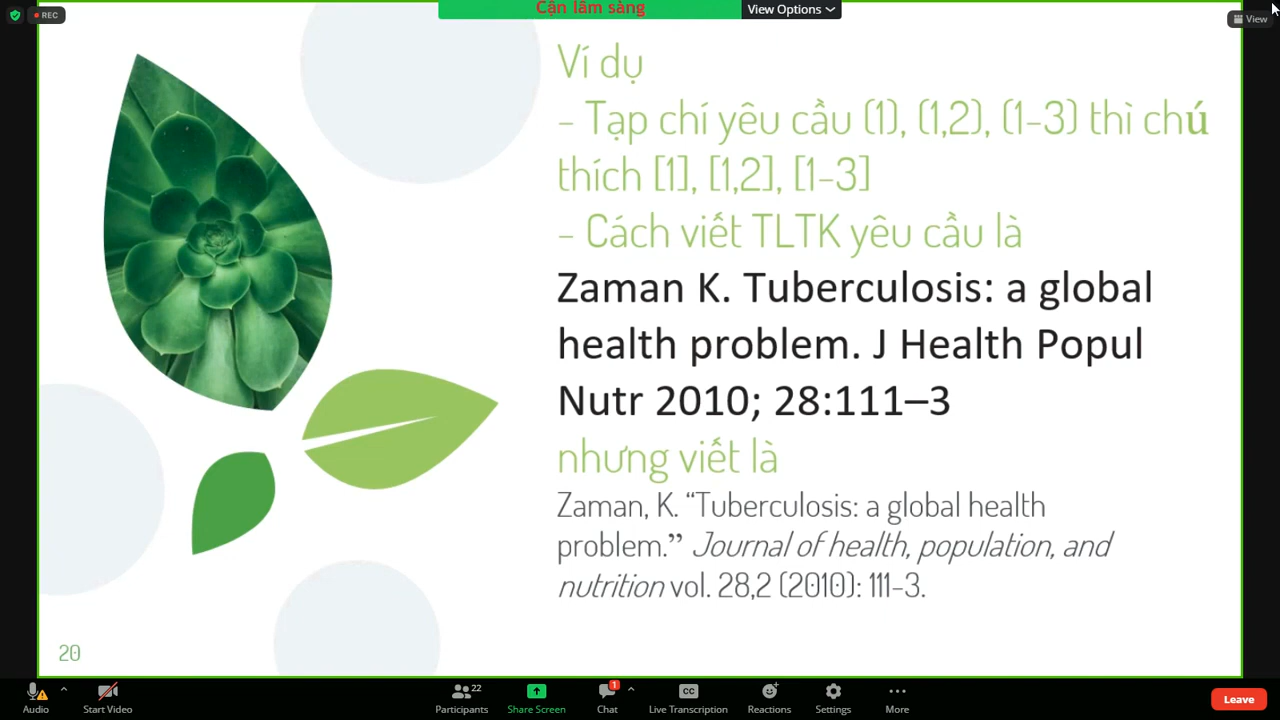 REC
Cận lâm sàng
View Options
View
Ví dụ
- Tạp chí yêu cầu (1), (1,2), (1-3) thì chú
thích [1], [1,2], [1-3]
- Cách viết TLTK yêu cầu là
Zaman K. Tuberculosis: a global
health problem. J Health Popul
Nutr 2010; 28:111–3
nhưng viết là
Zaman, K. “Tuberculosis: a global health
problem.” Journal of health, population, and
nutrition vol. 28,2 (2010): 111-3.
20
Audio
Start Video
Participants
22
Share Screen
Chat
1
CC
Live Transcription
Reactions
Settings
More
Leave